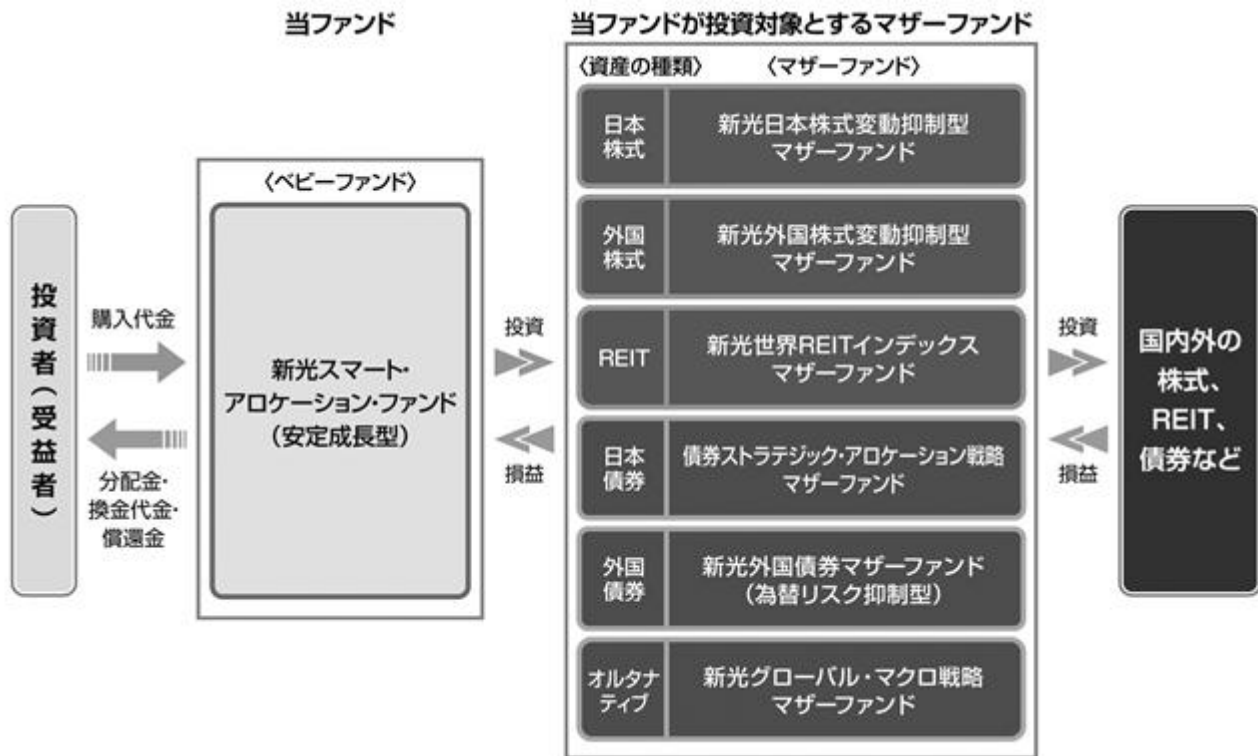 当ファンド
当ファンドが投資対象とするマザーファンド
〈資産の種類〉
〈マザーファンド〉
〈ベビーファンド〉
投資者(受益者)
購入代金
分配金・
換金代金・
償還金
新光スマート・
アロケーション・ファンド
(安定成長型)
投資
損益
日本
株式
新光日本株式変動抑制型
マザーファンド
外国
株式
新光外国株式変動抑制型
マザーファンド
REIT
新光世界REITインデックス
マザーファンド
日本
債券
債券ストラテジック・アロケーション戦略
マザーファンド
外国
債券
新光外国債券マザーファンド
(為替リスク抑制型)
オルタナ
ティブ
新光グローバル・マクロ戦略
マザーファンド
投資
損益
国内外の
株式、
REIT、
債券など